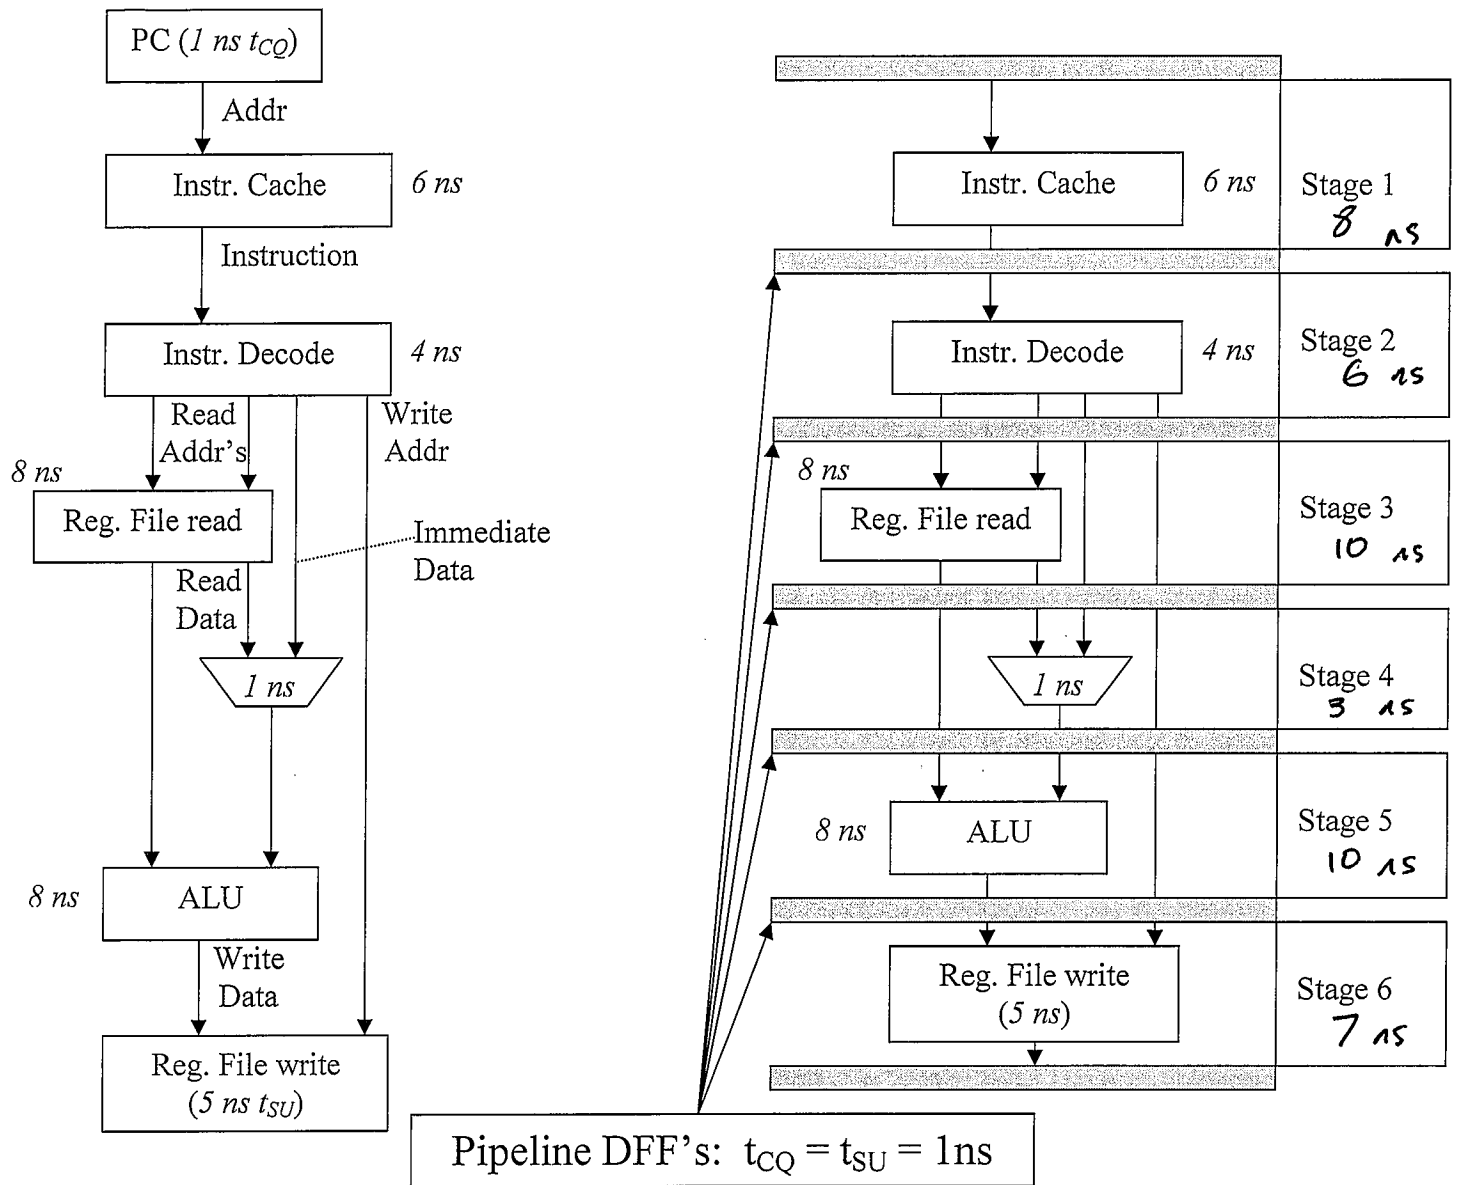 PC (1 ns tCQ)
Addr
Instr. Cache
6 ns
Instruction
Instr. Decode
4 ns
Read
Addr's
Write
Addr
8 ns
Reg. File read
Immediate
Data
Read
Data
1 ns
8 ns
ALU
Write
Data
Reg. File write
(5 ns tSU)
Instr. Cache
6 ns
Stage 1
8 ns
Instr. Decode
4 ns
Stage 2
6 ns
8 ns
Reg. File read
Stage 3
10 ns
1 ns
Stage 4
3 ns
8 ns
ALU
Stage 5
10 ns
Reg. File write
(5 ns)
Stage 6
7 ns
Pipeline DFF's: tCQ = tSU = 1ns